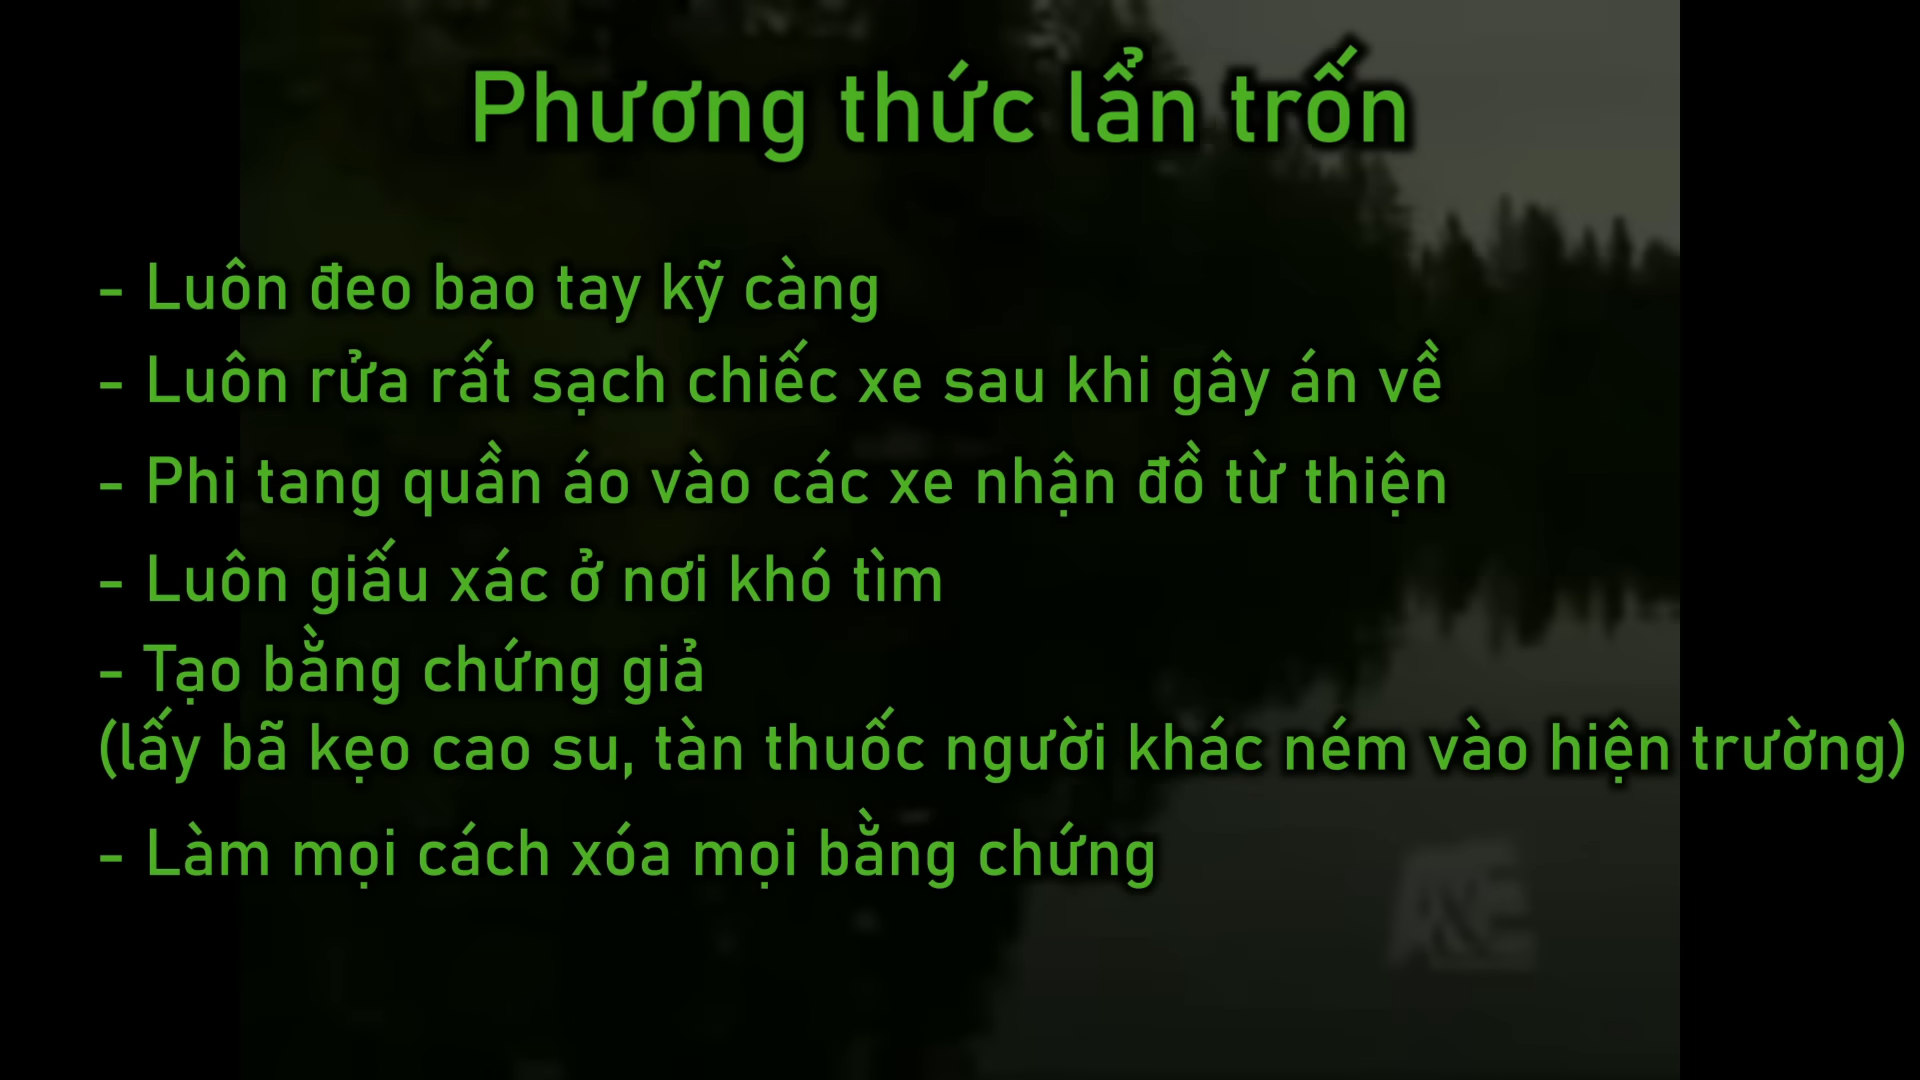 Phương thức lẩn trốn
- Luôn đeo bao tay kỹ càng
- Luôn rửa rất sạch chiếc xe sau khi gây án về
- Phi tang quần áo vào các xe nhận đồ từ thiện
- Luôn giấu xác ở nơi khó tìm
- Tạo bằng chứng giả
(lấy bã kẹo cao su, tàn thuốc người khác ném vào hiện trường)
- Làm mọi cách xóa mọi bằng chứng
A&E